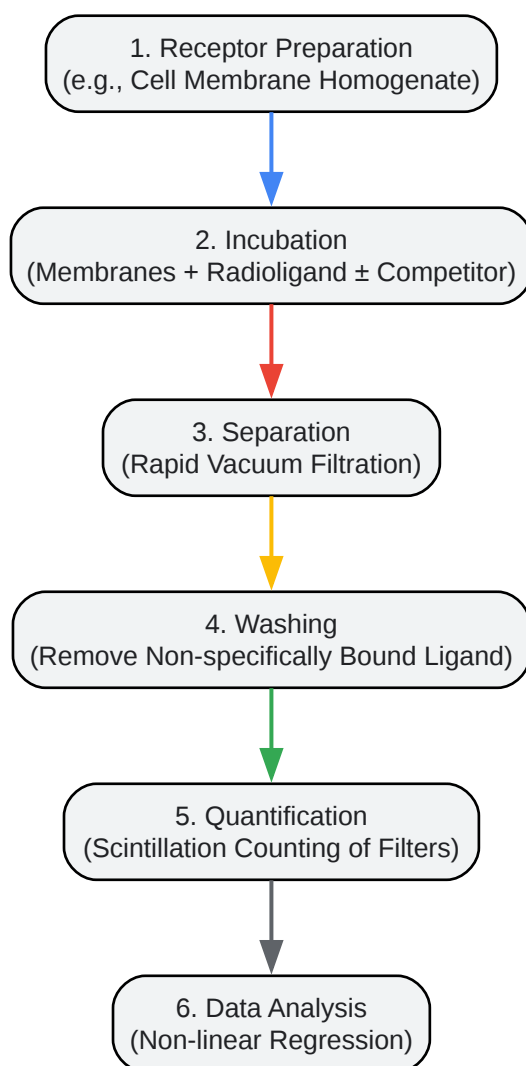 1. Receptor Preparation
(e.g., Cell Membrane Homogenate)
2. Incubation
(Membranes + Radioligand ± Competitor)
3. Separation
(Rapid Vacuum Filtration)
4. Washing
(Remove Non-specifically Bound Ligand)
5. Quantification
(Scintillation Counting of Filters)
6. Data Analysis
(Non-linear Regression)